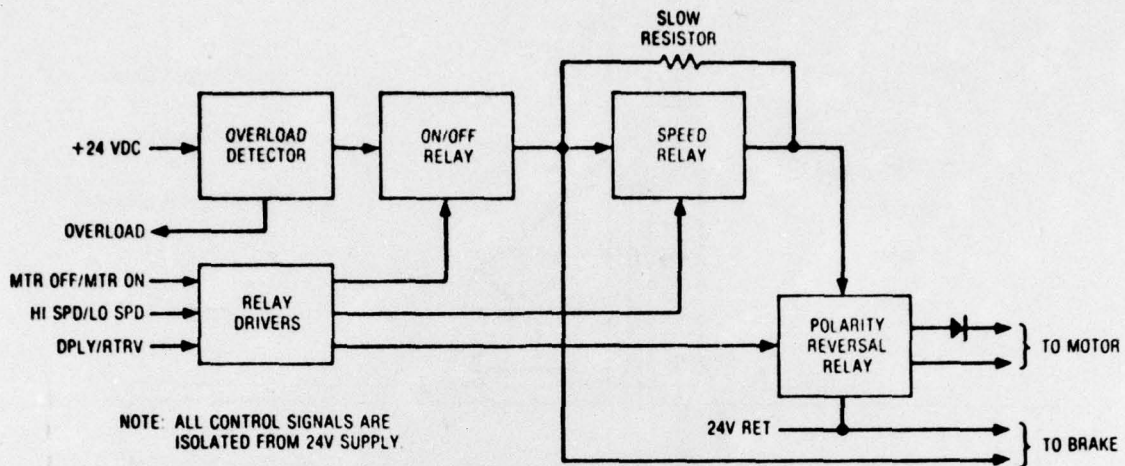 SLOW
RESISTOR
+24 VDC
OVERLOAD
DETECTOR
ON/OFF
RELAY
SPEED
RELAY
OVERLOAD
MTR OFF/MTR ON
HI SPD/LO SPD
DPLY/RTRV
RELAY
DRIVERS
POLARITY
REVERSAL
RELAY
TO MOTOR
NOTE: ALL CONTROL SIGNALS ARE
ISOLATED FROM 24V SUPPLY.
24V RET
TO BRAKE